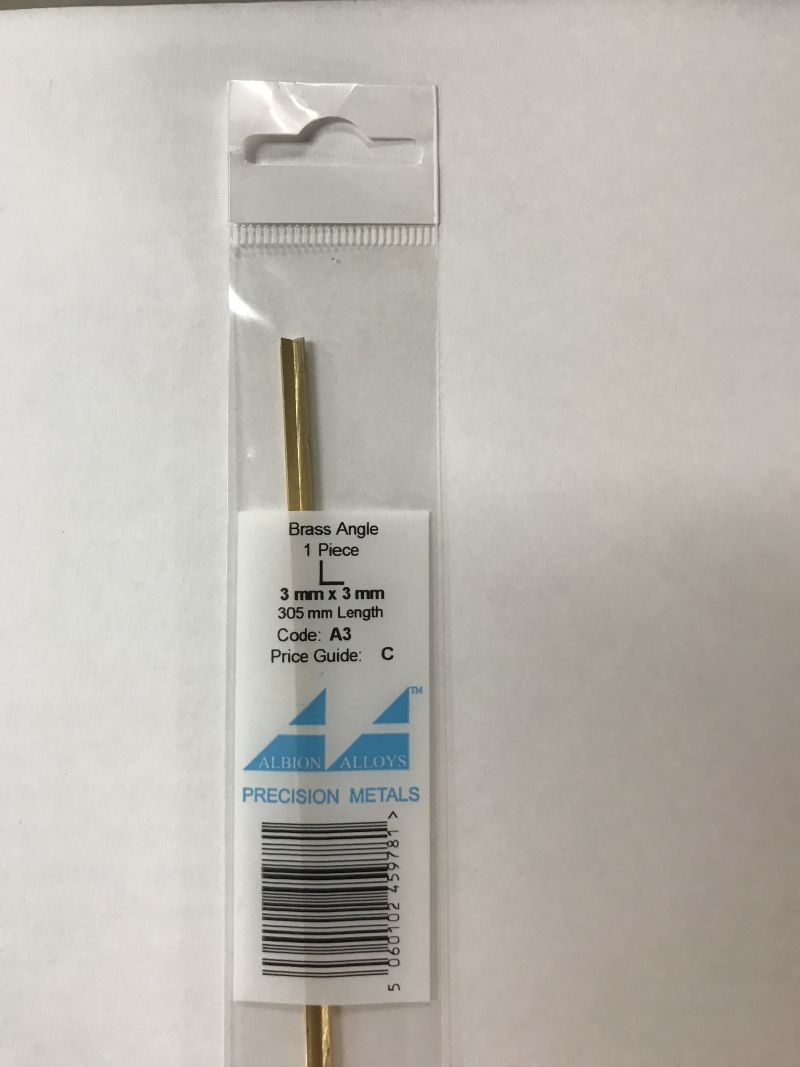 Brass Angle
1 Piece
3 mm x 3 mm
305 mm Length
Code: A3
Price Guide: C
TM
ALBION ALLOYS
PRECISION METALS
5 060102 459781 >